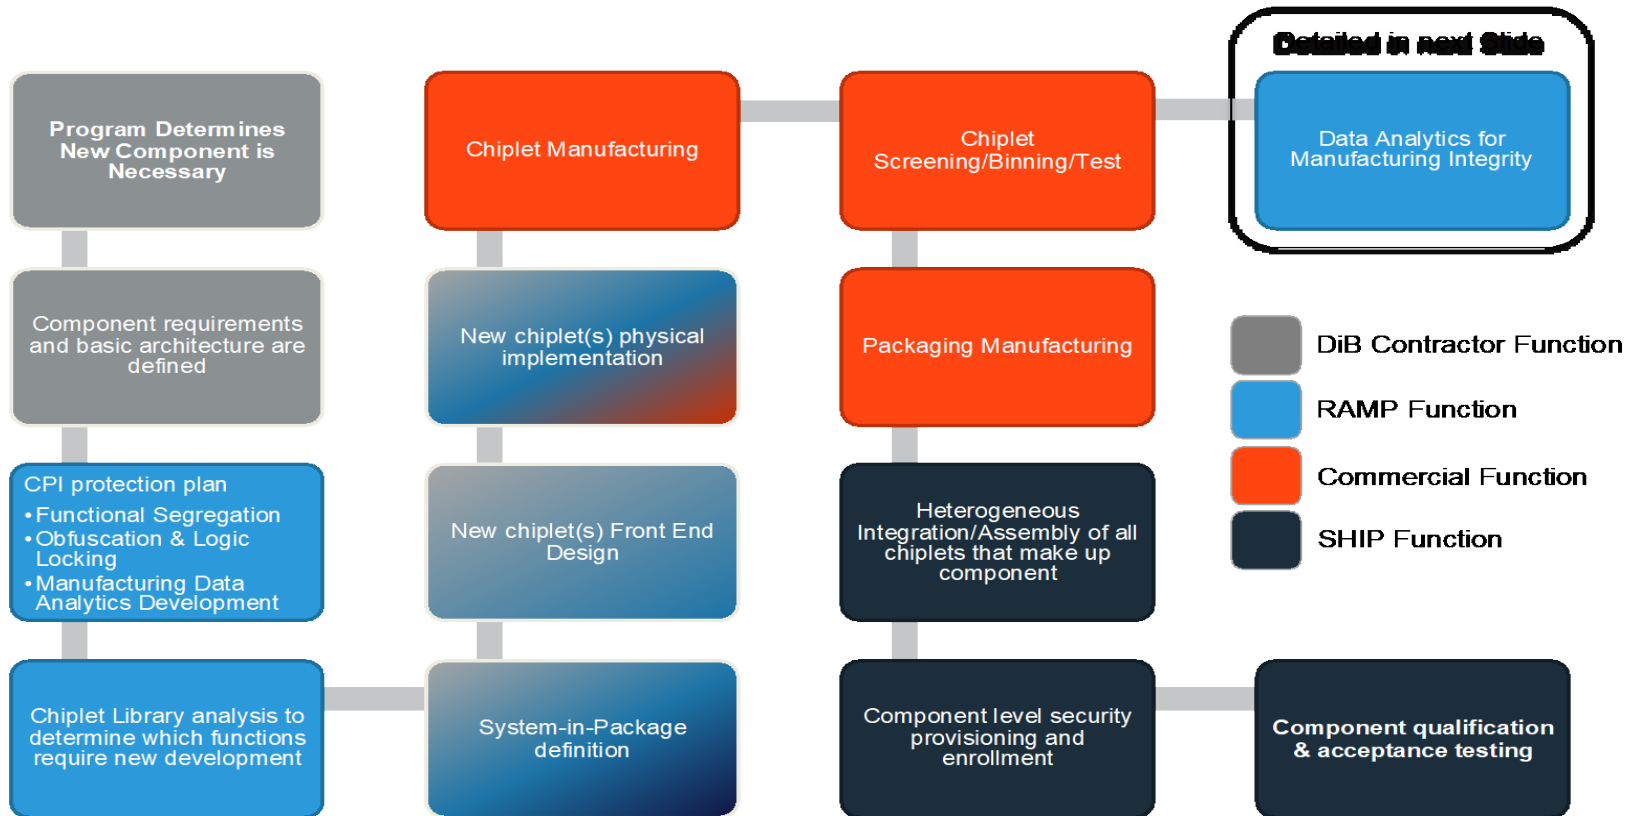 Detailed in next Slide
Program Determines
New Component is
Necessary
Chiplet Manufacturing
Chiplet
Screening/Binning/Test
Data Analytics for
Manufacturing Integrity
Component requirements
and basic architecture are
defined
New chiplet(s) physical
implementation
Packaging Manufacturing
DiB Contractor Function
RAMP Function
Commercial Function
SHIP Function
CPI protection plan
•Functional Segregation
•Obfuscation & Logic
Locking
•Manufacturing Data
Analytics Development
New chiplet(s) Front End
Design
Heterogeneous
Integration/Assembly of all
chiplets that make up
component
Chiplet Library analysis to
determine which functions
require new development
System-in-Package
definition
Component level security
provisioning and
enrollment
Component qualification
& acceptance testing